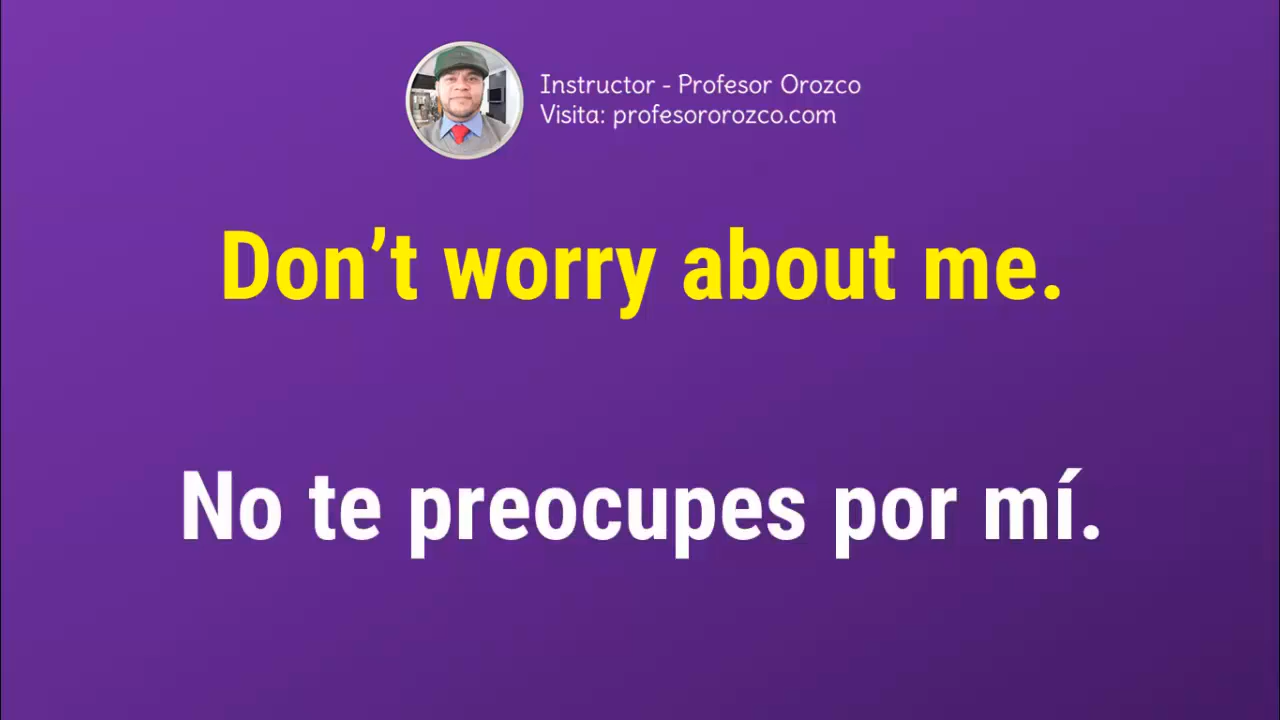 Instructor - Profesor Orozco
Visita: profesororozco.com
Don’t worry about me.
No te preocupes por mí.